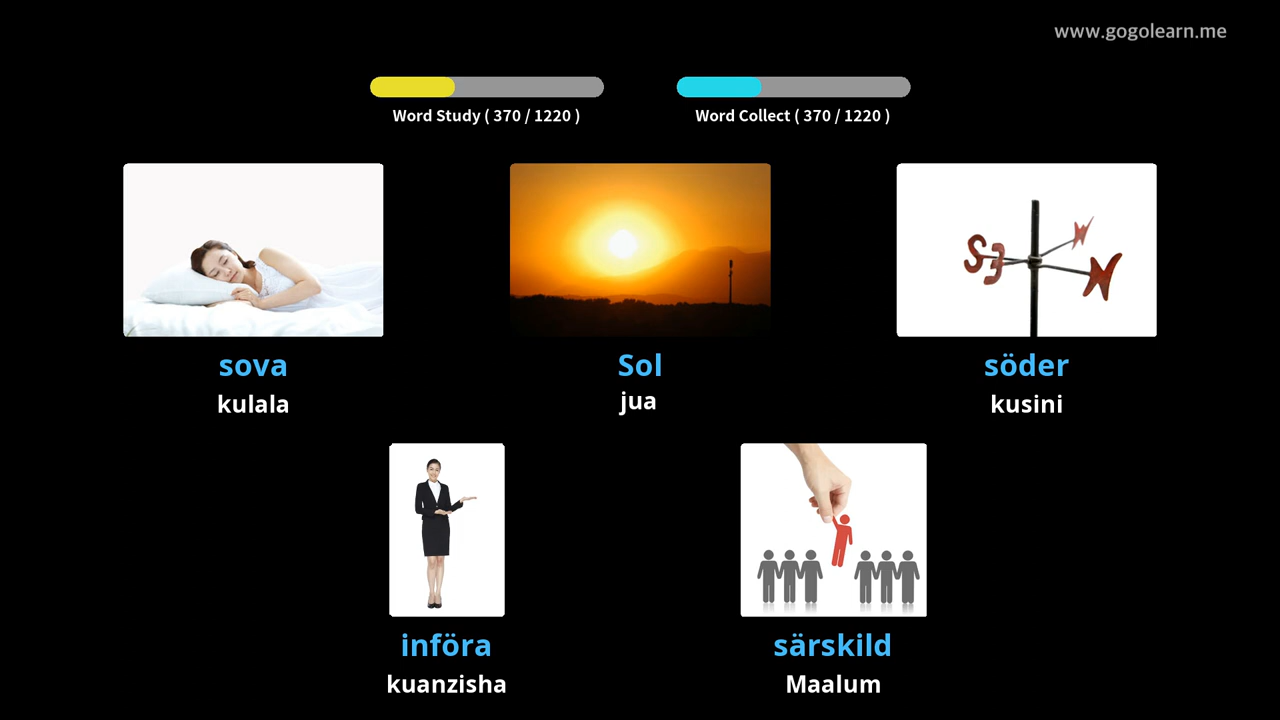 www.gogolearn.me
Word Study ( 370 / 1220 )
Word Collect ( 370 / 1220 )
S
E
N
W
sova
kulala
Sol
jua
söder
kusini
införa
kuanzisha
särskild
Maalum